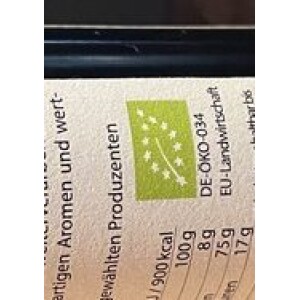 artigen Aromen und wert-
gewählten Produzenten
DE-ÖKO-034
EU-Landwirtschaft
/ 900 kcal
100 g
8 g
75 g
17 g